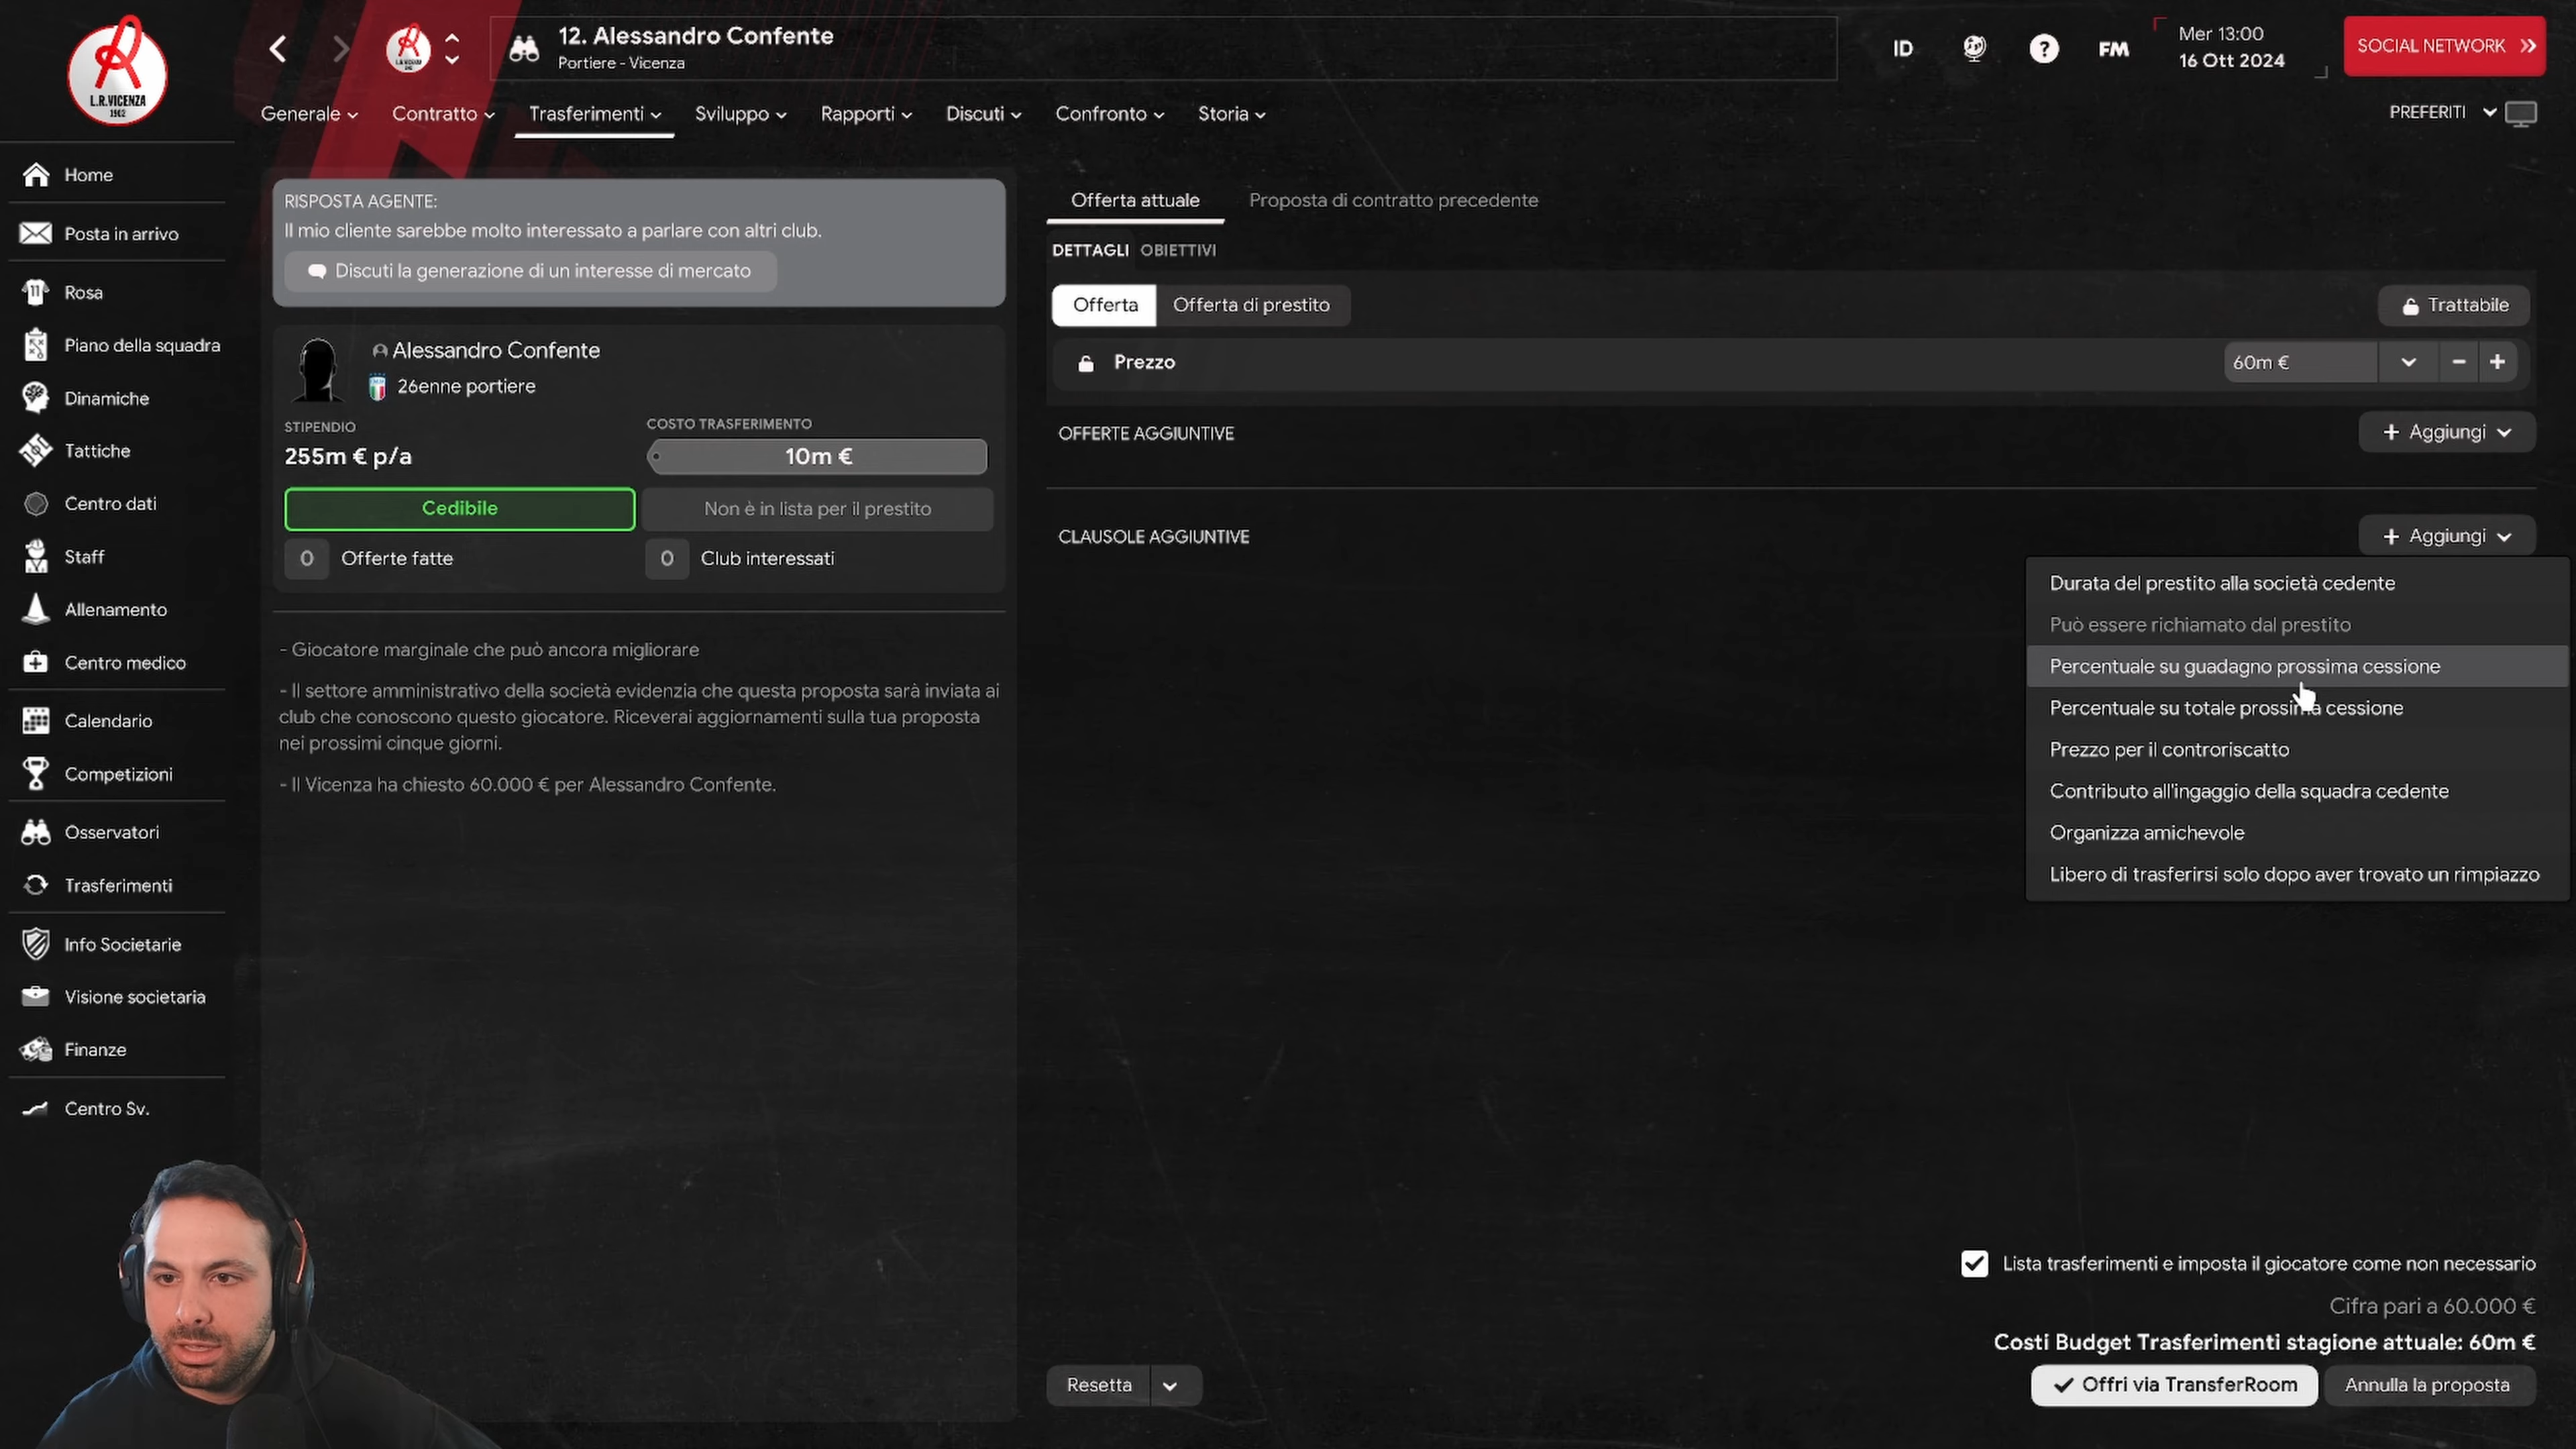 12. Alessandro Confente
Portiere - Vicenza
L.R.VICENZA
1902
ID
FM
Mer 13:00
16 Ott 2024
SOCIAL NETWORK
Generale
Contratto
Trasferimenti
Sviluppo
Rapporti
Discuti
Confronto
Storia
PREFERITI
Home
Posta in arrivo
Rosa
Piano della squadra
Dinamiche
Tattiche
Centro dati
Staff
Allenamento
Centro medico
Calendario
Competizioni
Osservatori
Trasferimenti
Info Societarie
Visione societaria
Finanze
Centro Sv.
RISPOSTA AGENTE:
Il mio cliente sarebbe molto interessato a parlare con altri club.
Discuti la generazione di un interesse di mercato
Alessandro Confente
26enne portiere
STIPENDIO
255m € p/a
COSTO TRASFERIMENTO
10m €
Cedibile
Non è in lista per il prestito
0 Offerte fatte
0 Club interessati
- Giocatore marginale che può ancora migliorare
- Il settore amministrativo della società evidenzia che questa proposta sarà inviata ai
club che conoscono questo giocatore. Riceverai aggiornamenti sulla tua proposta
nei prossimi cinque giorni.
- Il Vicenza ha chiesto 60.000 € per Alessandro Confente.
Offerta attuale
Proposta di contratto precedente
DETTAGLI
OBIETTIVI
Offerta
Offerta di prestito
Trattabile
Prezzo
60m €
OFFERTE AGGIUNTIVE
+ Aggiungi
CLAUSOLE AGGIUNTIVE
+ Aggiungi
Durata del prestito alla società cedente
Può essere richiamato dal prestito
Percentuale su guadagno prossima cessione
Percentuale su totale prossima cessione
Prezzo per il controriscatto
Contributo all'ingaggio della squadra cedente
Organizza amichevole
Libero di trasferirsi solo dopo aver trovato un rimpiazzo
Lista trasferimenti e imposta il giocatore come non necessario
Cifra pari a 60.000 €
Costi Budget Trasferimenti stagione attuale: 60m €
Resetta
Offri via TransferRoom
Annulla la proposta